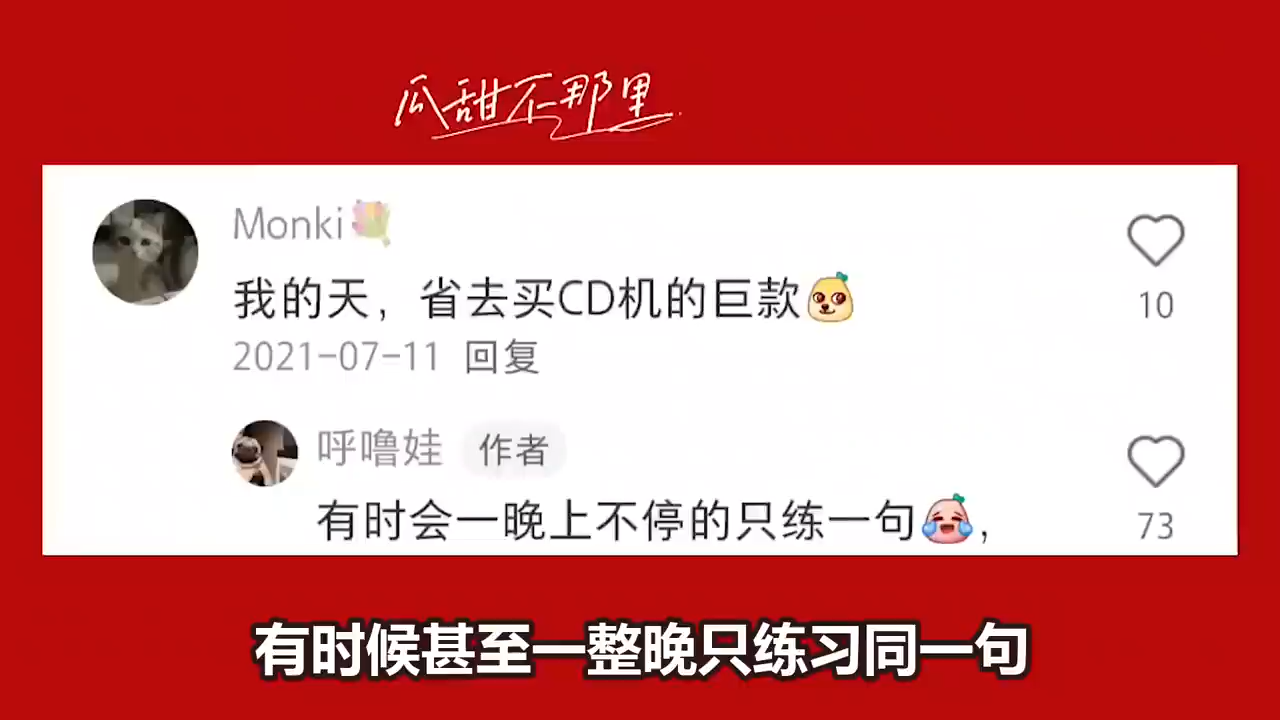 瓜甜不那里
Monki
我的天，省去买CD机的巨款
10
2021-07-11 回复
呼噜娃 作者
有时会一晚上不停的只练一句，
73
有时候甚至一整晚只练习同一句